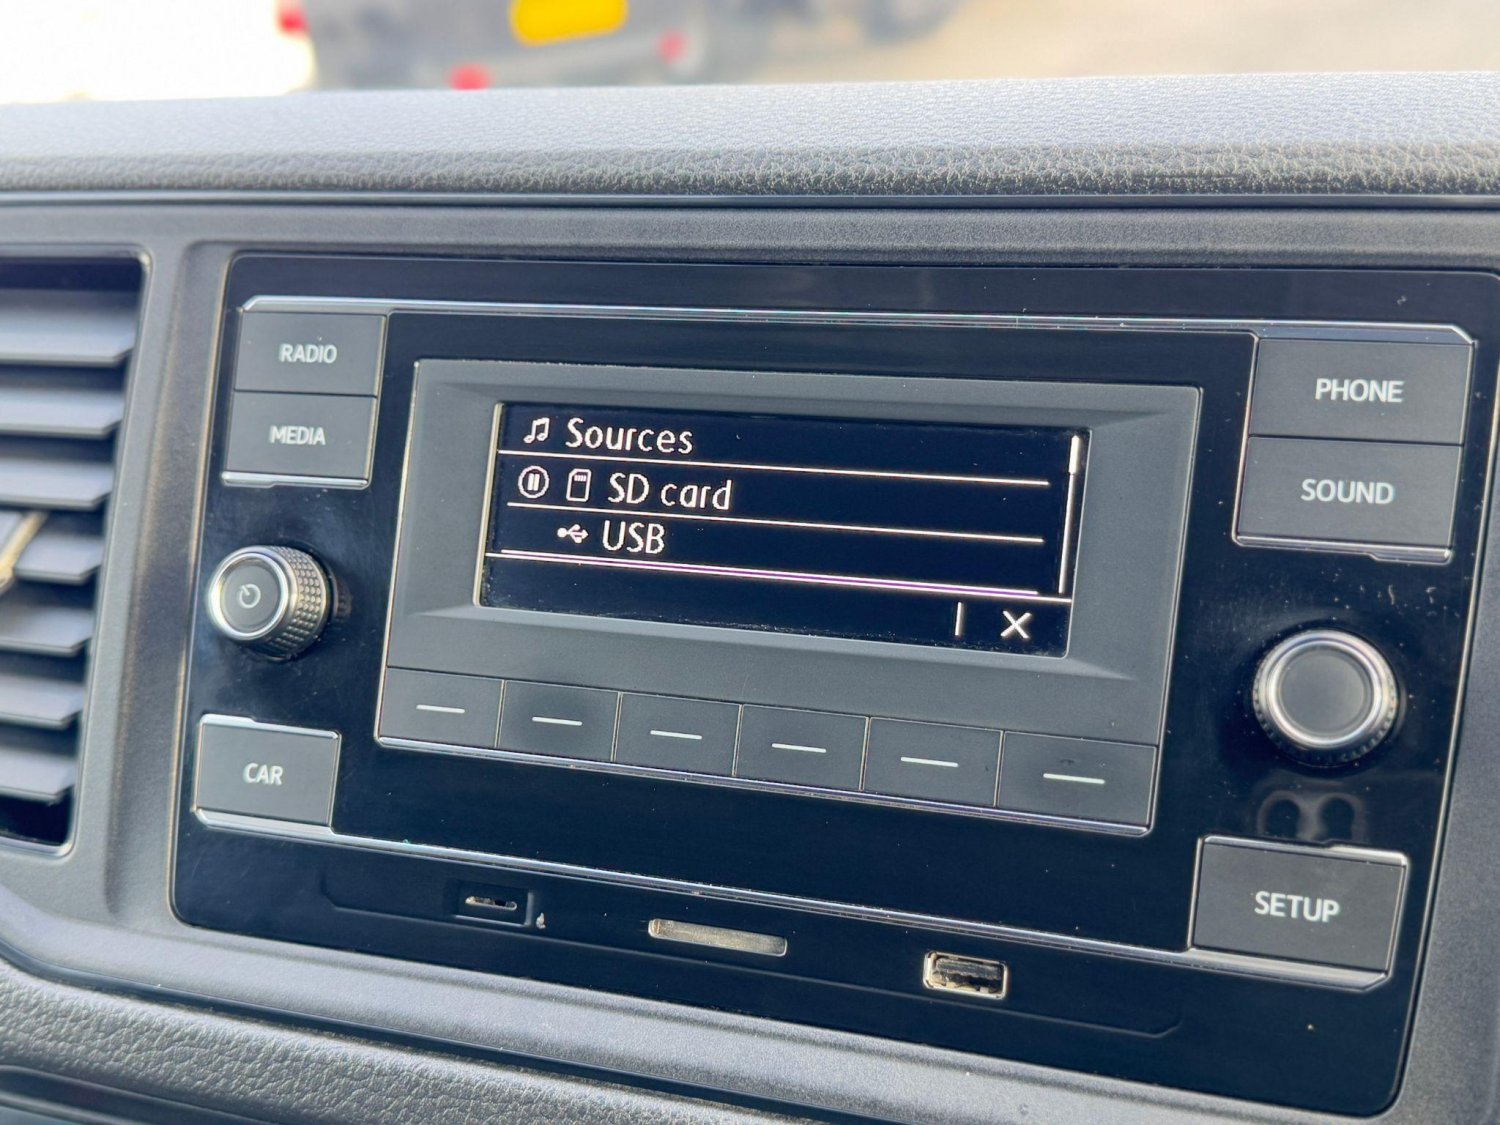 RADIO
MEDIA
Sources
SD card
USB
X
PHONE
SOUND
CAR
SETUP